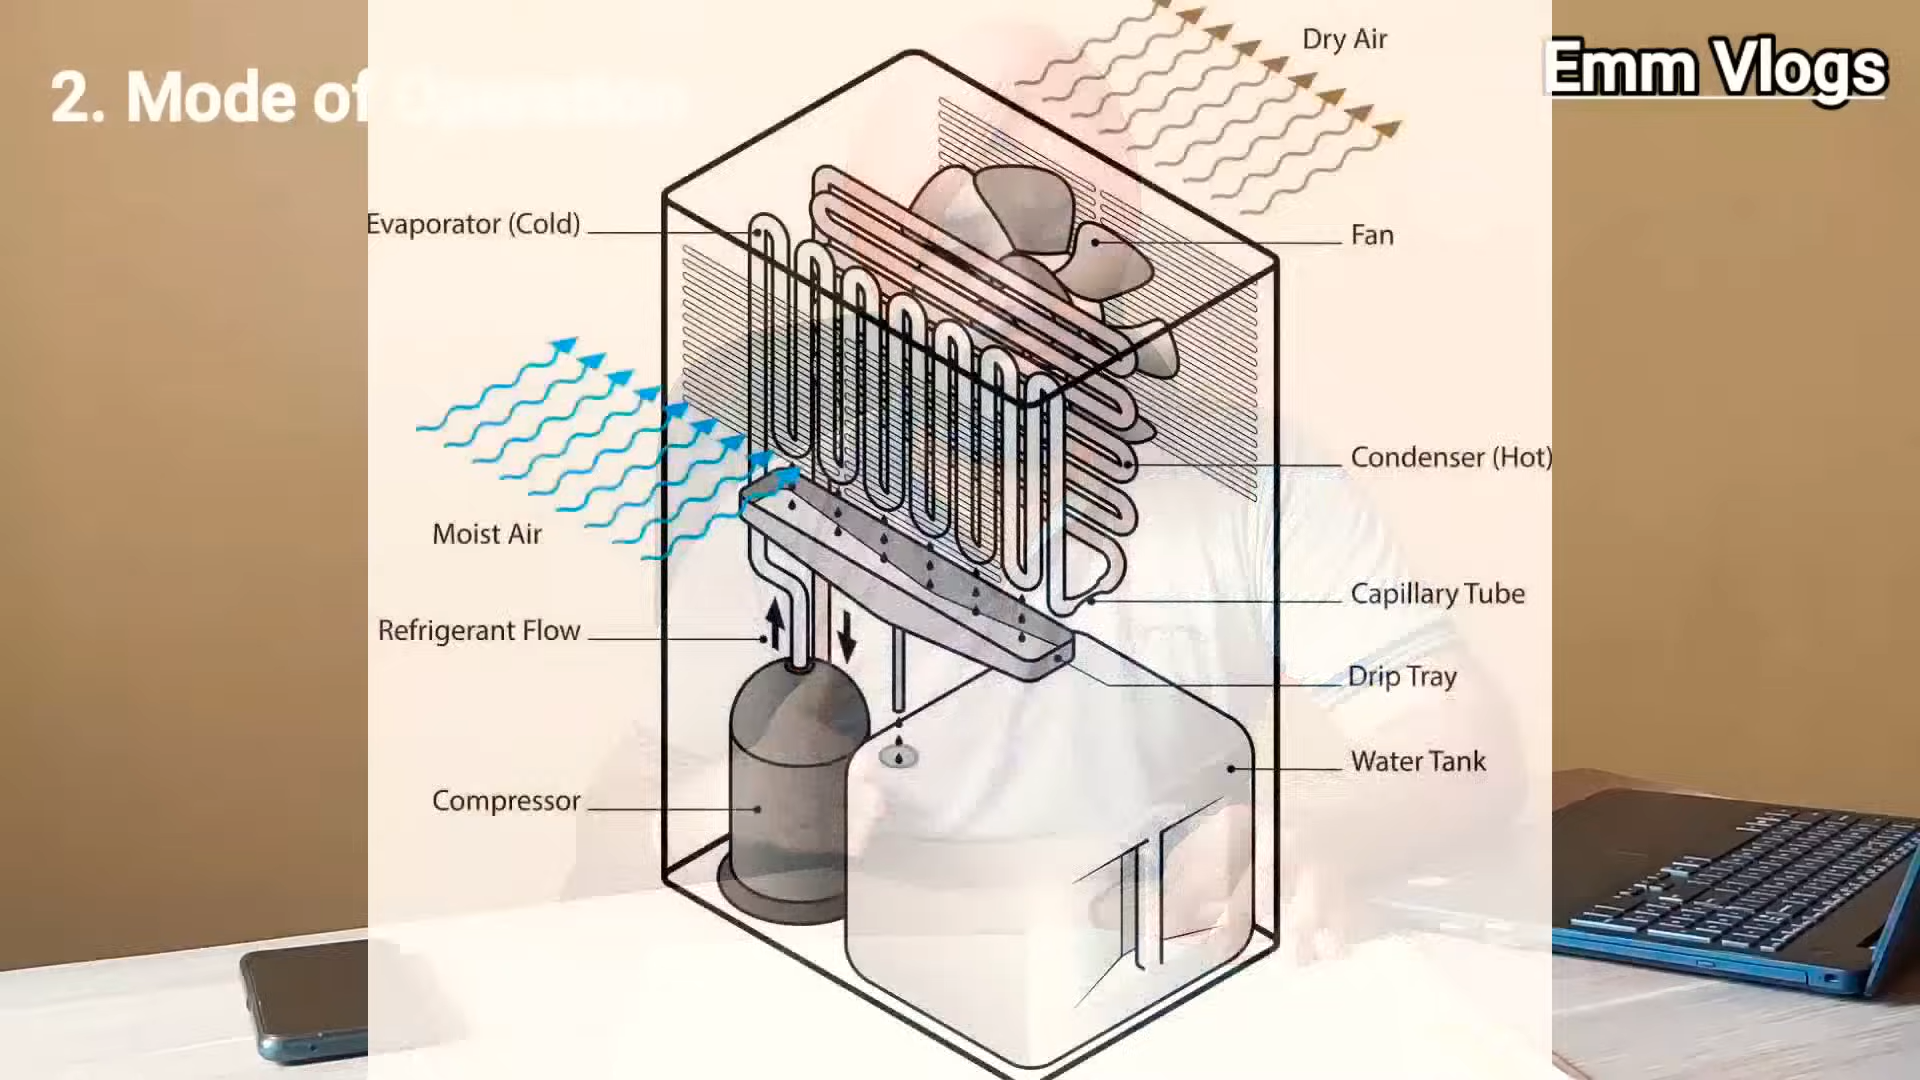 2. Mode of Operation
Emm Vlogs
Dry Air
Evaporator (Cold)
Fan
Condenser (Hot)
Moist Air
Capillary Tube
Refrigerant Flow
Drip Tray
Water Tank
Compressor